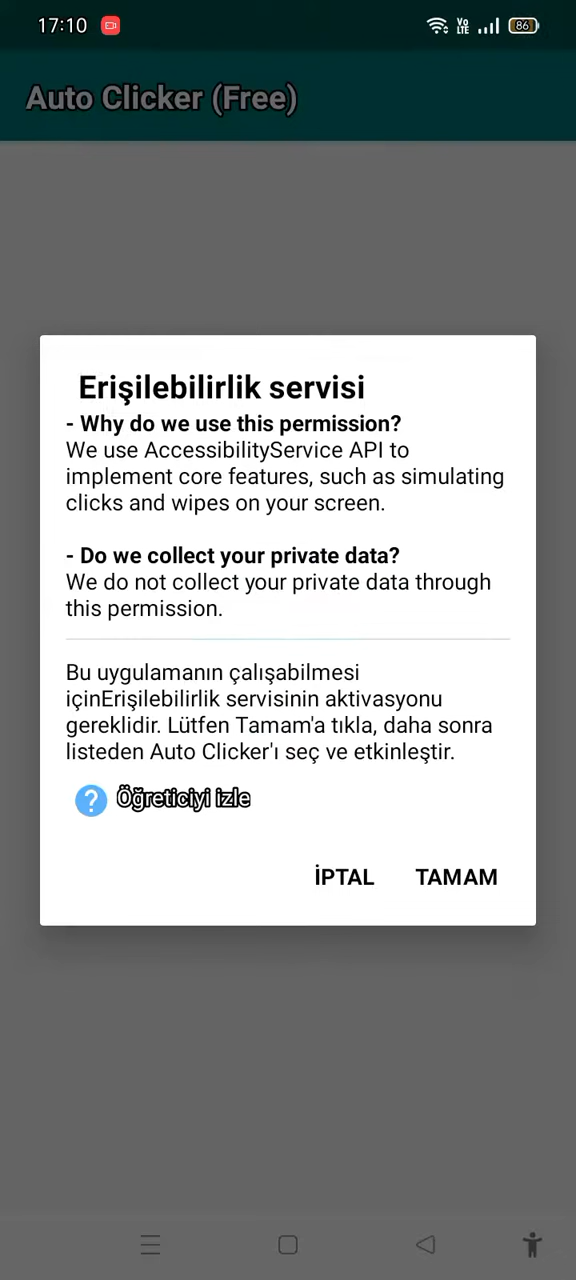 17:10
Vo
LTE
86
Auto Clicker (Free)
Erişilebilirlik servisi
- Why do we use this permission?
We use AccessibilityService API to
implement core features, such as simulating
clicks and wipes on your screen.
- Do we collect your private data?
We do not collect your private data through
this permission.
Bu uygulamanın çalışabilmesi
içinErişilebilirlik servisinin aktivasyonu
gereklidir. Lütfen Tamam'a tıkla, daha sonra
listeden Auto Clicker'ı seç ve etkinleştir.
? Öğreticiyi izle
İPTAL TAMAM